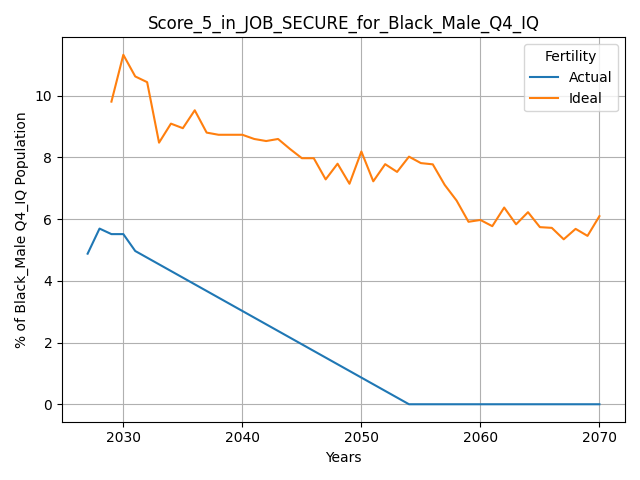 Score_5_in_JOB_SECURE_for_Black_Male_Q4_IQ
Fertility
Actual
Ideal
% of Black_Male Q4_IQ Population
10
8
6
4
2
0
2030 2040 2050 2060 2070
Years